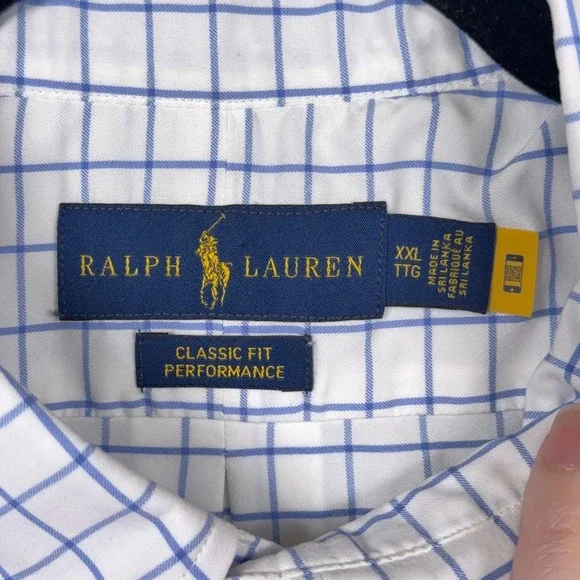 RALPH LAUREN
XXL
TTG
MADE IN
SRI LANKA
FABRIQUÉ AU
SRI LANKA
CLASSIC FIT
PERFORMANCE